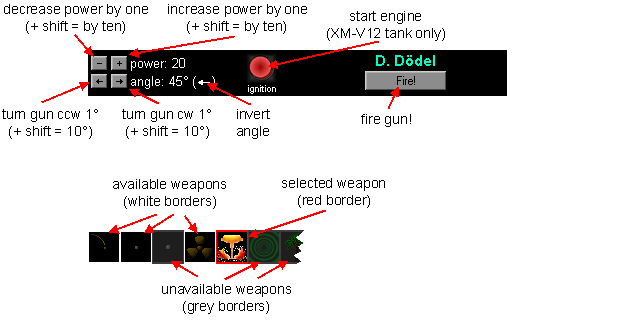 decrease power by one
(+ shift = by ten)
increase power by one
(+ shift = by ten)
start engine
(XM-V12 tank only)
- + power: 20
← → angle: 45° (←)
ignition
D. Dödel
Fire!
turn gun ccw 1°
(+ shift = 10°)
turn gun cw 1°
(+ shift = 10°)
invert
angle
fire gun!
available weapons
(white borders)
selected weapon
(red border)
unavailable weapons
(grey borders)